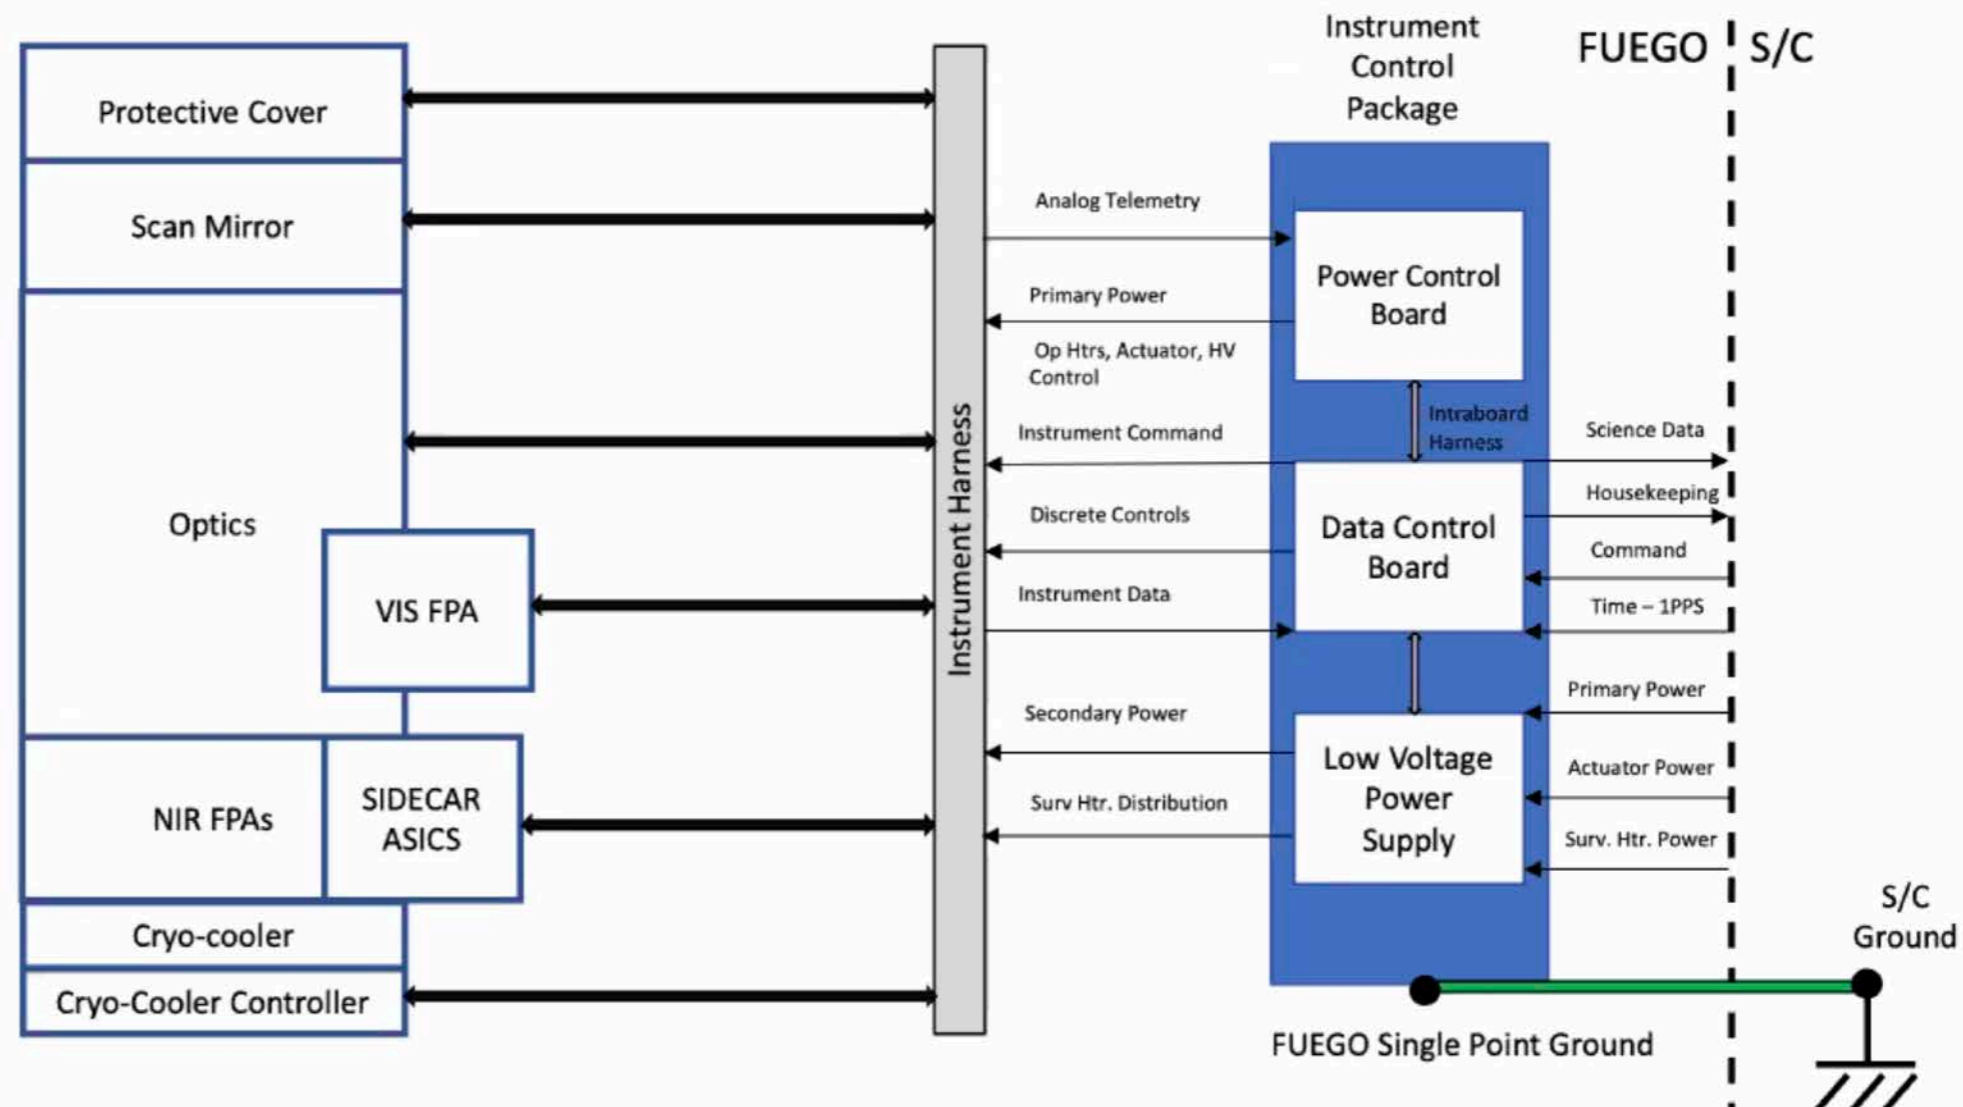 Instrument
Control
Package
FUEGO
S/C
Protective Cover
Scan Mirror
Optics
VIS FPA
NIR FPAs
SIDECAR
ASICS
Cryo-cooler
Cryo-Cooler Controller
Instrument Harness
Analog Telemetry
Primary Power
Op Htrs, Actuator, HV
Control
Instrument Command
Discrete Controls
Instrument Data
Secondary Power
Surv Htr. Distribution
Power Control
Board
Intraboard
Harness
Data Control
Board
Low Voltage
Power
Supply
Science Data
Housekeeping
Command
Time – 1PPS
Primary Power
Actuator Power
Surv. Htr. Power
S/C
Ground
FUEGO Single Point Ground